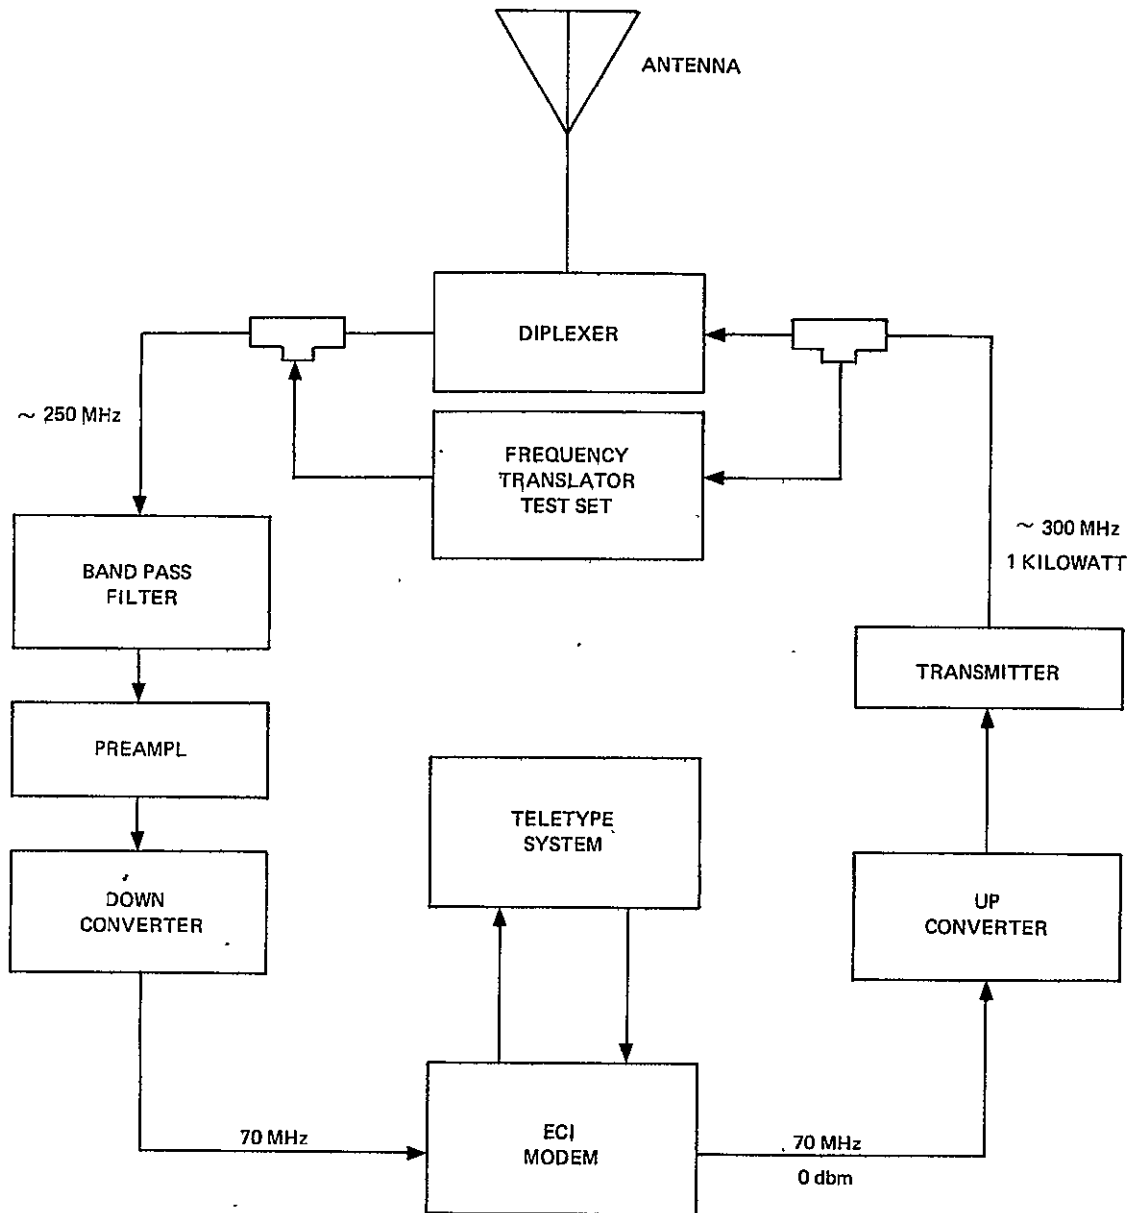 ANTENNA
DIPLEXER
~ 250 MHz
FREQUENCY
TRANSLATOR
TEST SET
~ 300 MHz
1 KILOWATT
BAND PASS
FILTER
TRANSMITTER
PREAMPL
TELETYPE
SYSTEM
DOWN
CONVERTER
UP
CONVERTER
70 MHz
ECI
MODEM
70 MHz
0 dbm